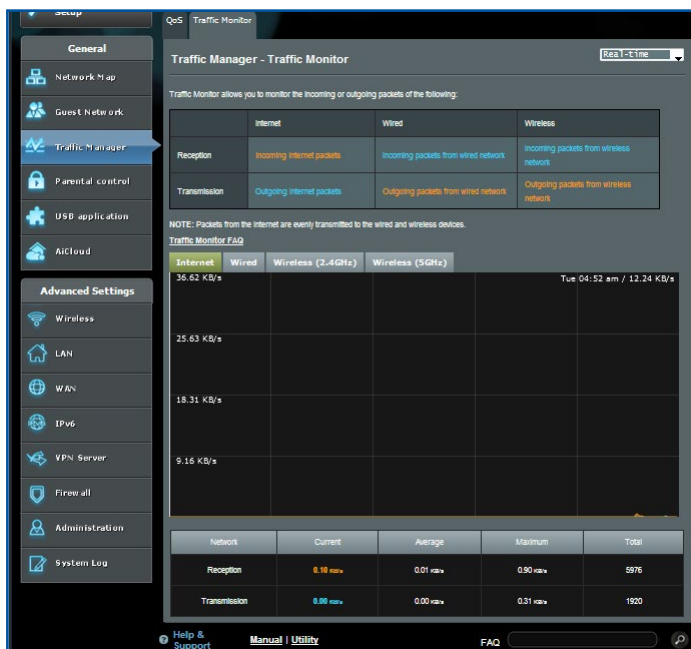 Setup
QoS Traffic Monitor
General
Network Map
Guest Network
Traffic Manager
Parental control
USB application
AiCloud
Advanced Settings
Wireless
LAN
WAN
IPv6
VPN Server
Firewall
Administration
System Log
Traffic Manager - Traffic Monitor
Real-time
Traffic Monitor allows you to monitor the incoming or outgoing packets of the following:
Internet Wired Wireless
Reception Incoming internet packets Incoming packets from wired network Incoming packets from wireless
network
Transmission Outgoing internet packets Outgoing packets from wired network Outgoing packets from wireless
network
NOTE: Packets from the Internet are evenly transmitted to the wired and wireless devices.
Traffic Monitor FAQ
Internet Wired Wireless (2.4GHz) Wireless (5GHz)
36.62 KB/s Tue 04:52 am / 12.24 KB/s
25.63 KB/s
18.31 KB/s
9.16 KB/s
Network Current Average Maximum Total
Reception 0.10 KB/s 0.01 KB/s 0.90 KB/s 5976
Transmission 0.00 KB/s 0.00 KB/s 0.31 KB/s 1920
Help &
Support Manual | Utility FAQ